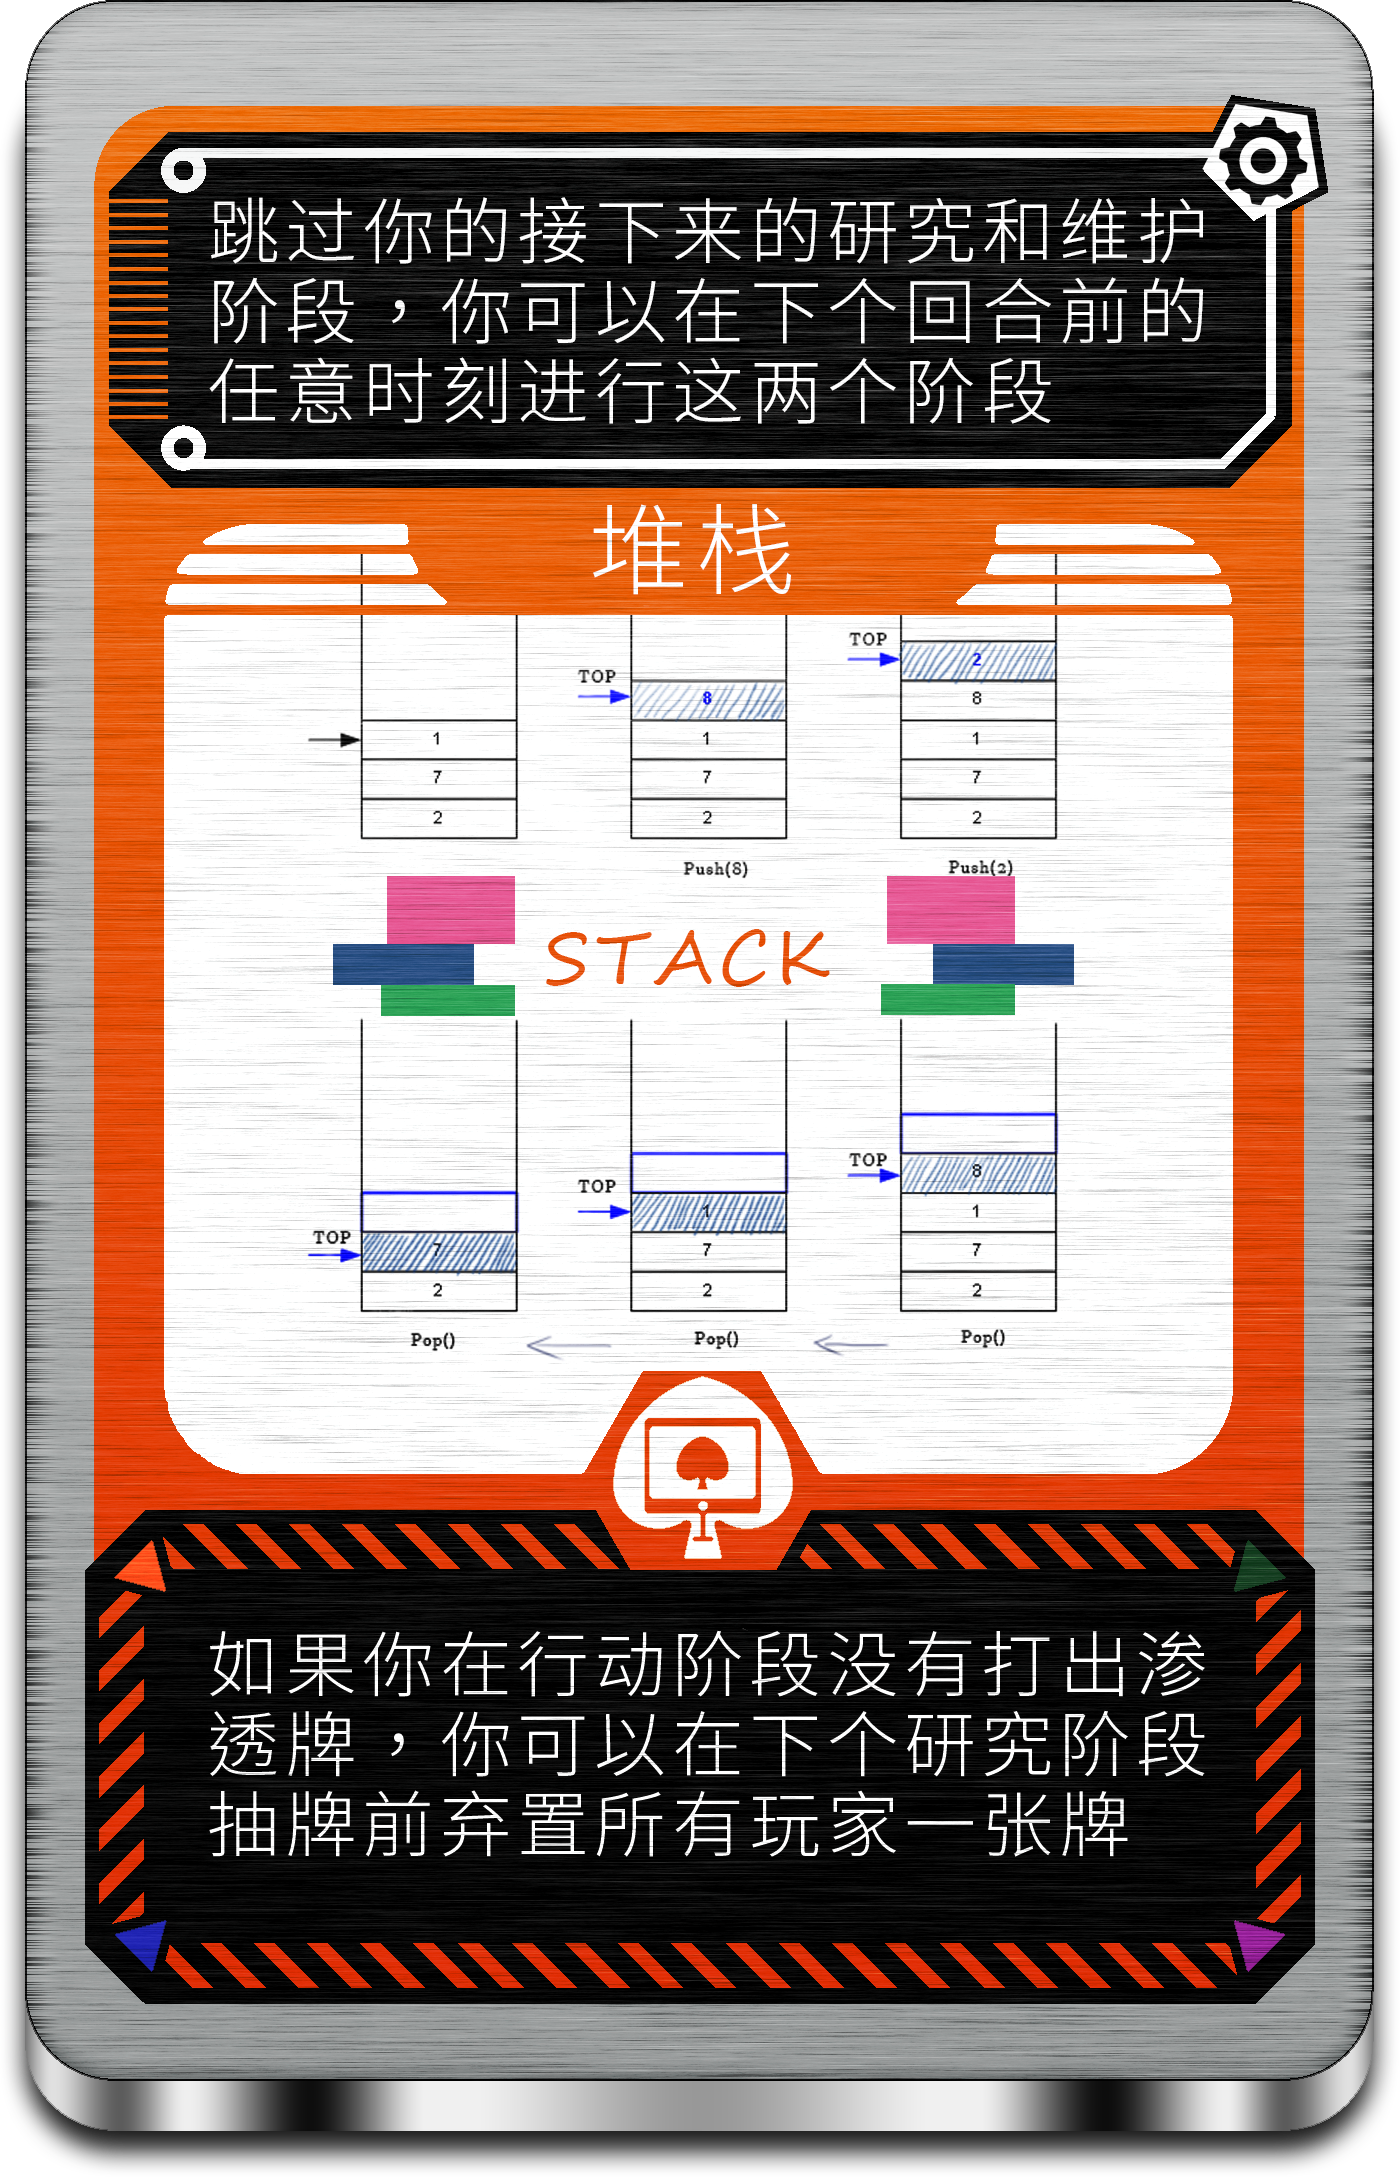 跳过你的接下来的研究和维护
阶段，你可以在下个回合前的
任意时刻进行这两个阶段
堆栈
1
7
2
TOP
8
1
7
2
Push(8)
TOP
2
8
1
7
2
Push(2)
STACK
TOP
7
2
Pop()
TOP
1
7
2
Pop()
TOP
8
1
7
2
Pop()
如果你在行动阶段没有打出渗
透牌，你可以在下个研究阶段
抽牌前弃置所有玩家一张牌